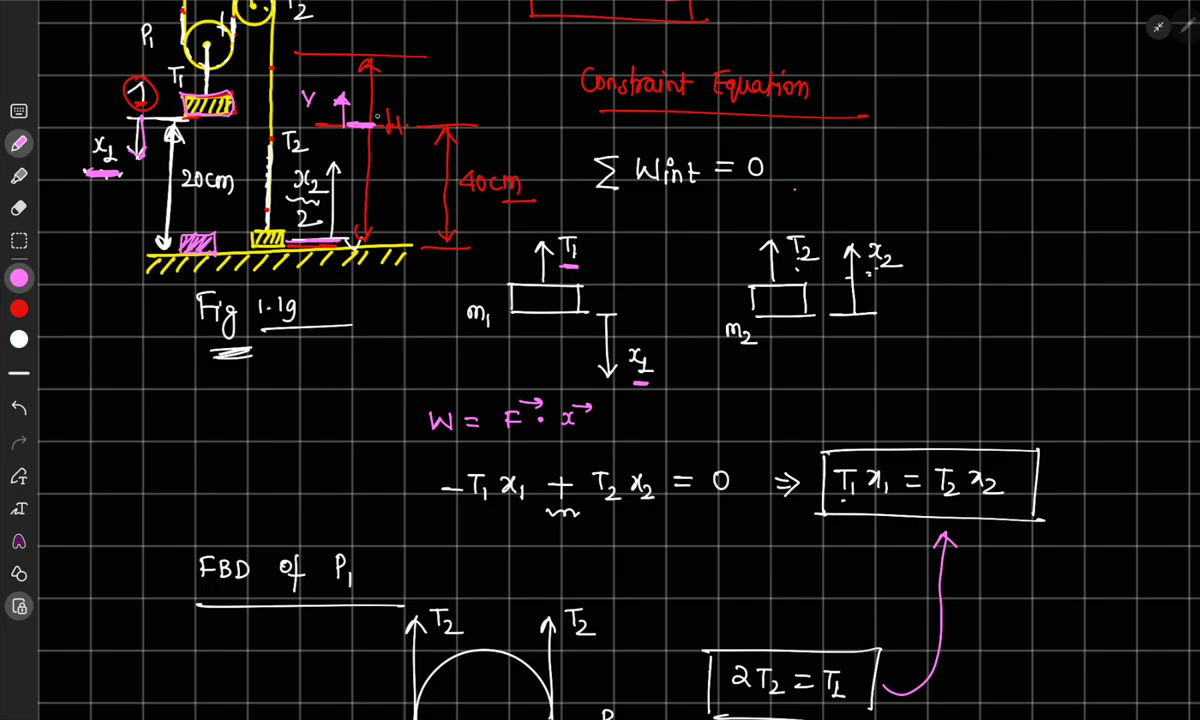 T₂
P₁
T₁
1
x₁
20cm
V
H
T₂
x₂
2
40cm
Fig 1.19
Constraint Equation
∑ Wint = 0
T₁
m₁
x₁
T₂
x₂
m₂
W = F⃗ · x⃗
-T₁ x₁ + T₂ x₂ = 0 ⇒ T₁ x₁ = T₂ x₂
FBD of P₁
T₂
T₂
2T₂ = T₁